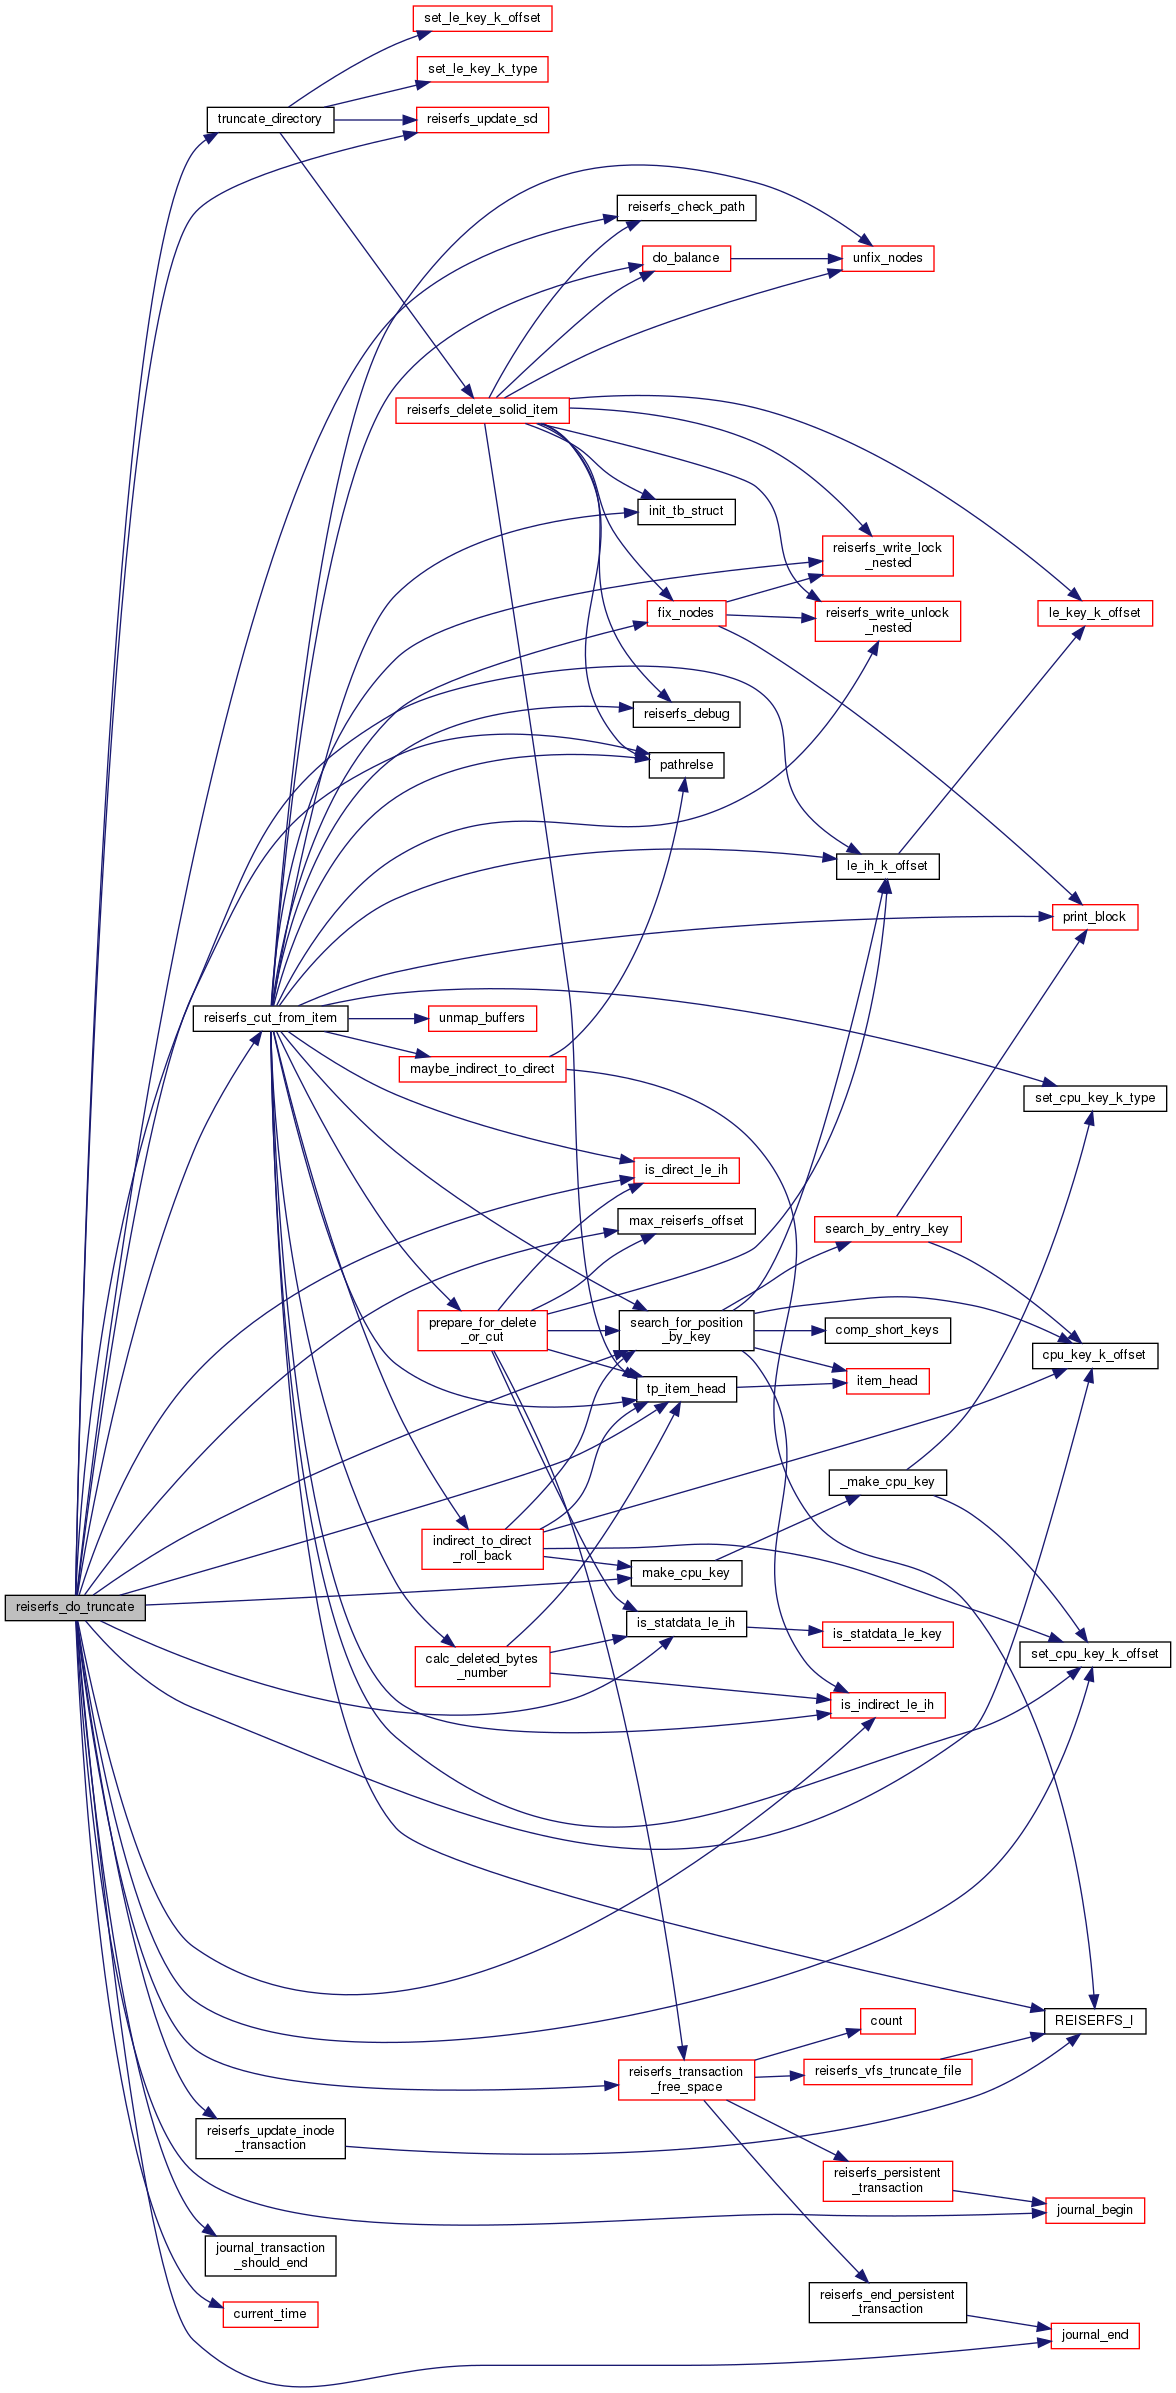 set_le_key_k_offset
set_le_key_k_type
truncate_directory
reiserfs_update_sd
reiserfs_check_path
do_balance
unfix_nodes
reiserfs_delete_solid_item
init_tb_struct
reiserfs_write_lock
_nested
fix_nodes
reiserfs_write_unlock
_nested
le_key_k_offset
reiserfs_debug
pathrelse
le_ih_k_offset
print_block
reiserfs_cut_from_item
unmap_buffers
maybe_indirect_to_direct
set_cpu_key_k_type
is_direct_le_ih
max_reiserfs_offset
search_by_entry_key
prepare_for_delete
_or_cut
search_for_position
_by_key
comp_short_keys
cpu_key_k_offset
item_head
tp_item_head
_make_cpu_key
indirect_to_direct
_roll_back
make_cpu_key
reiserfs_do_truncate
is_statdata_le_ih
is_statdata_le_key
set_cpu_key_k_offset
calc_deleted_bytes
_number
is_indirect_le_ih
count
REISERFS_I
reiserfs_transaction
_free_space
reiserfs_vfs_truncate_file
reiserfs_update_inode
_transaction
reiserfs_persistent
_transaction
journal_begin
journal_transaction
_should_end
reiserfs_end_persistent
_transaction
current_time
journal_end